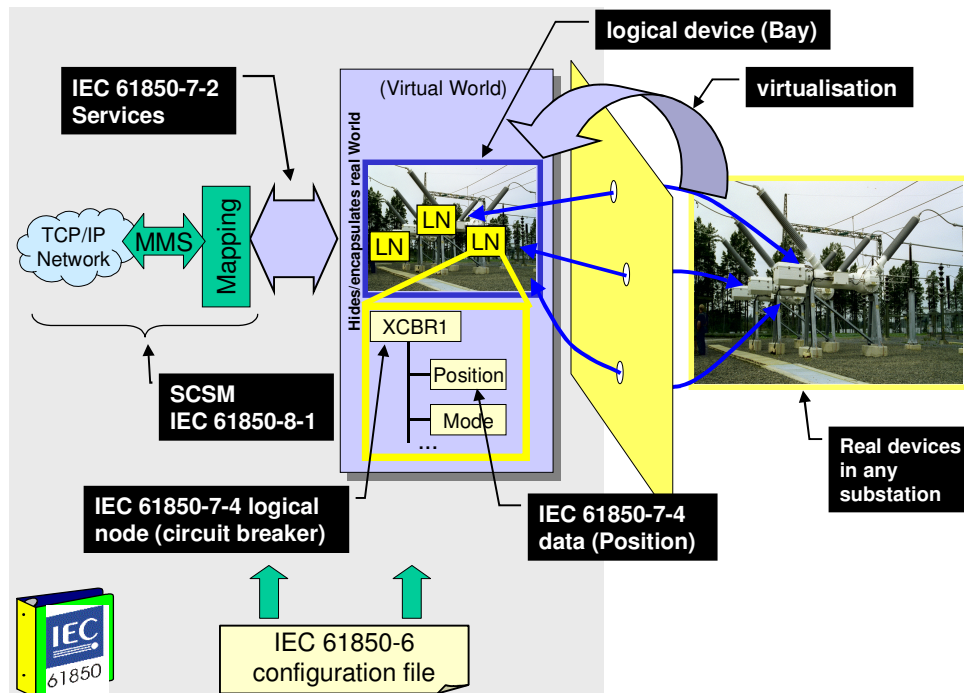 logical device (Bay)
IEC 61850-7-2
Services
(Virtual World)
virtualisation
Hides/encapsulates real World
LN
LN
LN
TCP/IP
Network
MMS
Mapping
XCBR1
Position
Mode
...
SCSM
IEC 61850-8-1
Real devices
in any
substation
IEC 61850-7-4 logical
node (circuit breaker)
IEC 61850-7-4
data (Position)
IEC
61850
IEC 61850-6
configuration file